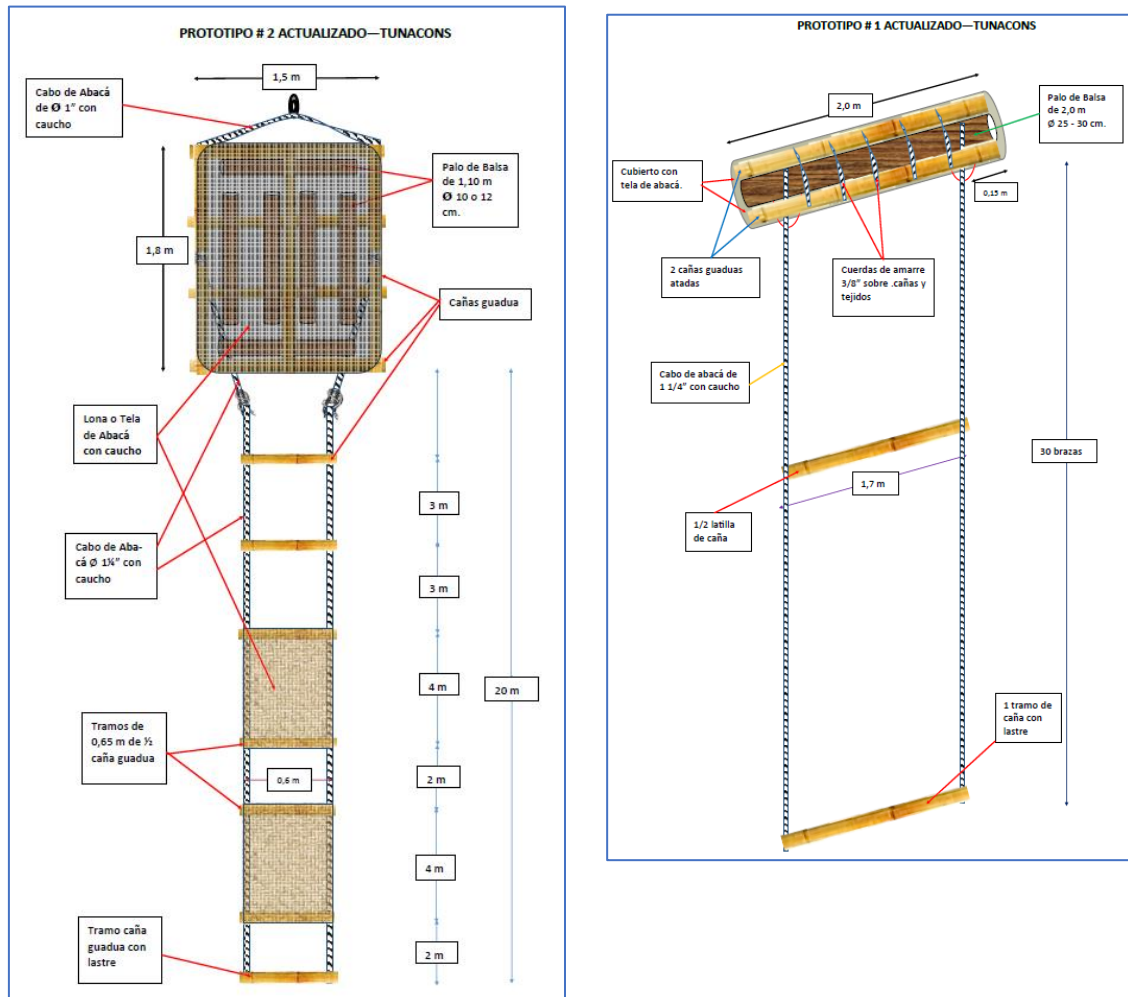 PROTOTIPO # 2 ACTUALIZADO—TUNACONS
1,5 m
Cabo de Abacá
de Ø 1” con
caucho
Palo de Balsa
de 1,10 m
Ø 10 o 12
cm.
1,8 m
Cañas guadua
Lona o Tela
de Abacá
con caucho
3 m
Cabo de Aba-
cá Ø 1¼” con
caucho
3 m
4 m
20 m
Tramos de
0,65 m de ½
caña guadua
0,6 m
2 m
4 m
Tramo caña
guadua con
lastre
2 m
PROTOTIPO # 1 ACTUALIZADO—TUNACONS
2,0 m
Palo de Balsa
de 2,0 m
Ø 25 - 30 cm.
Cubierto con
tela de abacá.
0,15 m
2 cañas guaduas
atadas
Cuerdas de amarre
3/8” sobre .cañas y
tejidos
Cabo de abacá de
1 1/4” con caucho
30 brazas
1,7 m
1/2 latilla
de caña
1 tramo de
caña con
lastre